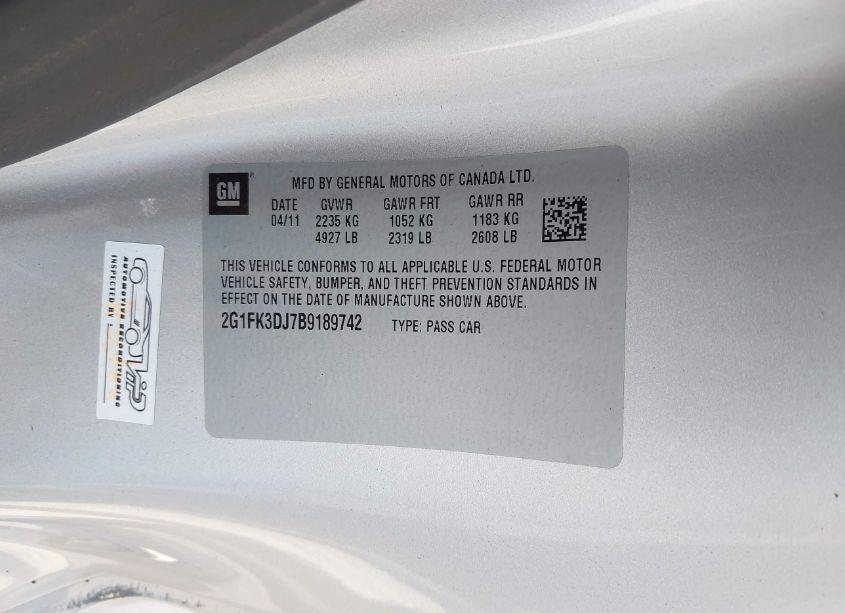 GM
MFD BY GENERAL MOTORS OF CANADA LTD.
DATE GVWR GAWR FRT GAWR RR
04/11 2235 KG 1052 KG 1183 KG
4927 LB 2319 LB 2608 LB
THIS VEHICLE CONFORMS TO ALL APPLICABLE U.S. FEDERAL MOTOR
VEHICLE SAFETY, BUMPER, AND THEFT PREVENTION STANDARDS IN
EFFECT ON THE DATE OF MANUFACTURE SHOWN ABOVE.
2G1FK3DJ7B9189742 TYPE: PASS CAR
VIP
AUTOMOTIVE RECONDITIONING
INSPECTED BY